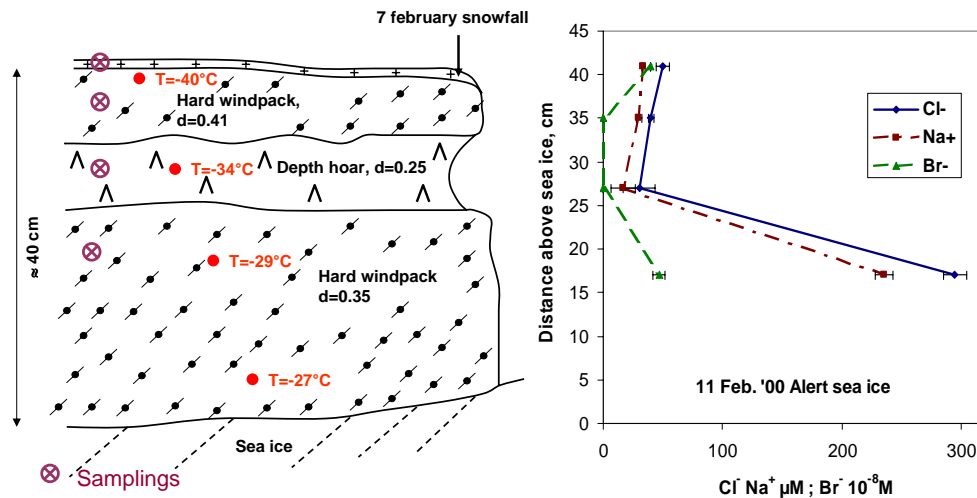 7 february snowfall
T=-40°C
Hard windpack,
d=0.41
T=-34°C
Depth hoar, d=0.25
≈ 40 cm
T=-29°C
Hard windpack
d=0.35
T=-27°C
Sea ice
Samplings
Distance above sea ice, cm
45
40
35
30
25
20
15
10
5
0
Cl-
Na+
Br-
11 Feb. '00 Alert sea ice
0 100 200 300
Cl⁻ Na⁺ µM ; Br⁻ 10⁻⁸M